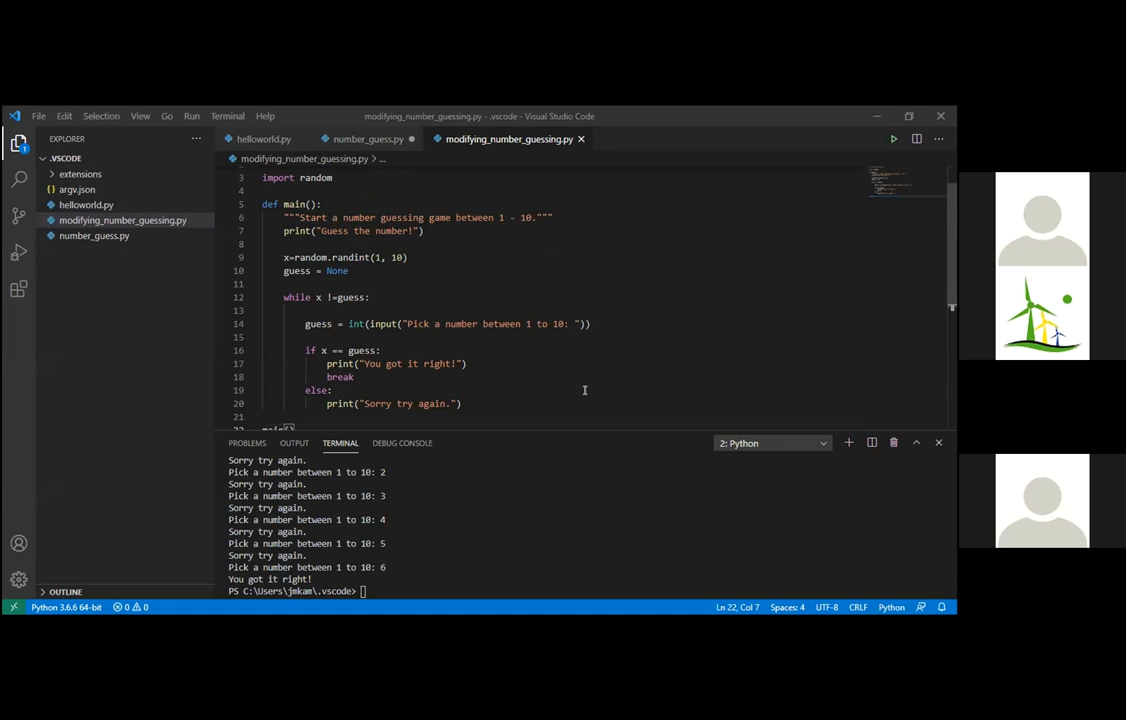 File Edit Selection View Go Run Terminal Help
modifying_number_guessing.py - .vscode - Visual Studio Code
EXPLORER
.VSCODE
extensions
argv.json
helloworld.py
modifying_number_guessing.py
number_guess.py
OUTLINE
helloworld.py
number_guess.py
modifying_number_guessing.py
modifying_number_guessing.py > ...
3 import random
4
5 def main():
6 """Start a number guessing game between 1 - 10."""
7 print("Guess the number!")
8
9 x=random.randint(1, 10)
10 guess = None
11
12 while x !=guess:
13
14 guess = int(input("Pick a number between 1 to 10: "))
15
16 if x == guess:
17 print("You got it right!")
18 break
19 else:
20 print("Sorry try again.")
21
22 main()
PROBLEMS OUTPUT TERMINAL DEBUG CONSOLE
2: Python
Sorry try again.
Pick a number between 1 to 10: 2
Sorry try again.
Pick a number between 1 to 10: 3
Sorry try again.
Pick a number between 1 to 10: 4
Sorry try again.
Pick a number between 1 to 10: 5
Sorry try again.
Pick a number between 1 to 10: 6
You got it right!
PS C:\Users\jmkam\.vscode>
1
Python 3.6.6 64-bit 0 0
Ln 22, Col 7 Spaces: 4 UTF-8 CRLF Python